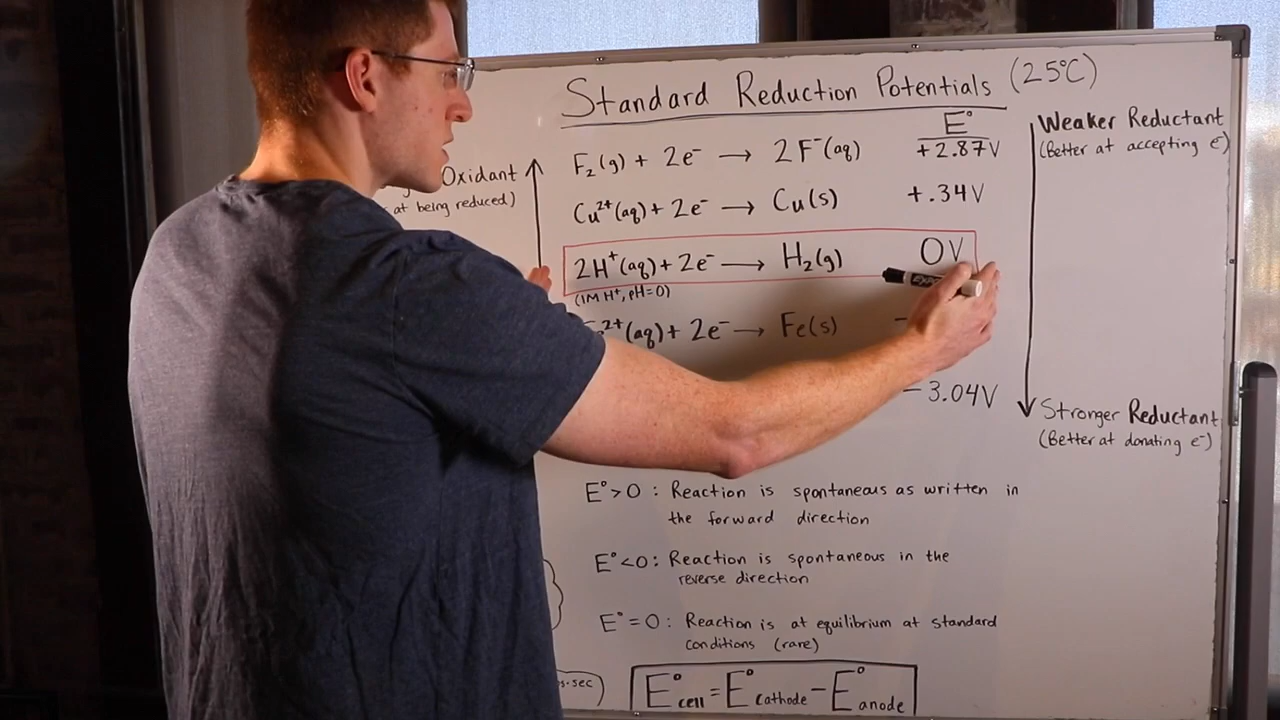 Standard Reduction Potentials (25°C)
E°
F₂(g) + 2e⁻ → 2F⁻(aq) +2.87V
Cu²⁺(aq) + 2e⁻ → Cu(s) +.34V
2H⁺(aq) + 2e⁻ → H₂(g) 0V
(1M H⁺, pH=0)
²⁺(aq) + 2e⁻ → Fe(s) -
-3.04V
Oxidant
at being reduced)
Weaker Reductant
(Better at accepting e⁻)
Stronger Reductant
(Better at donating e⁻)
E°>0 : Reaction is spontaneous as written in
the forward direction
E°<0 : Reaction is spontaneous in the
reverse direction
E°=0 : Reaction is at equilibrium at standard
conditions (rare)
s·sec)
E°cell = E°cathode - E°anode
expo